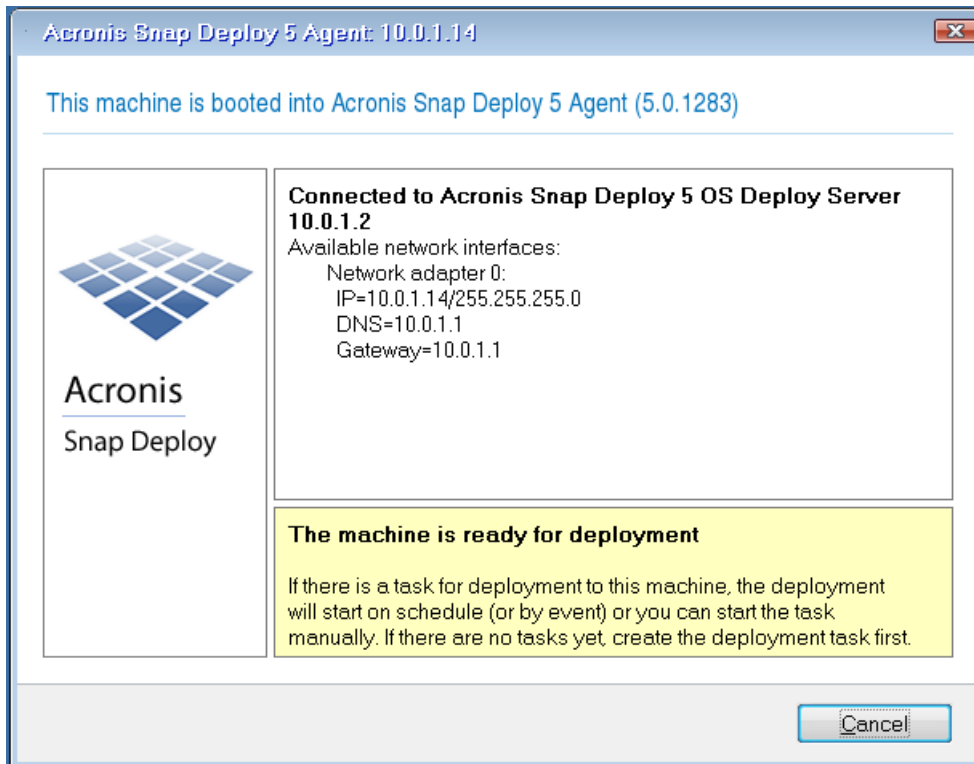 Acronis Snap Deploy 5 Agent: 10.0.1.14
This machine is booted into Acronis Snap Deploy 5 Agent (5.0.1283)
Acronis
Snap Deploy
Connected to Acronis Snap Deploy 5 OS Deploy Server
10.0.1.2
Available network interfaces:
Network adapter 0:
IP=10.0.1.14/255.255.255.0
DNS=10.0.1.1
Gateway=10.0.1.1
The machine is ready for deployment
If there is a task for deployment to this machine, the deployment
will start on schedule (or by event) or you can start the task
manually. If there are no tasks yet, create the deployment task first.
Cancel